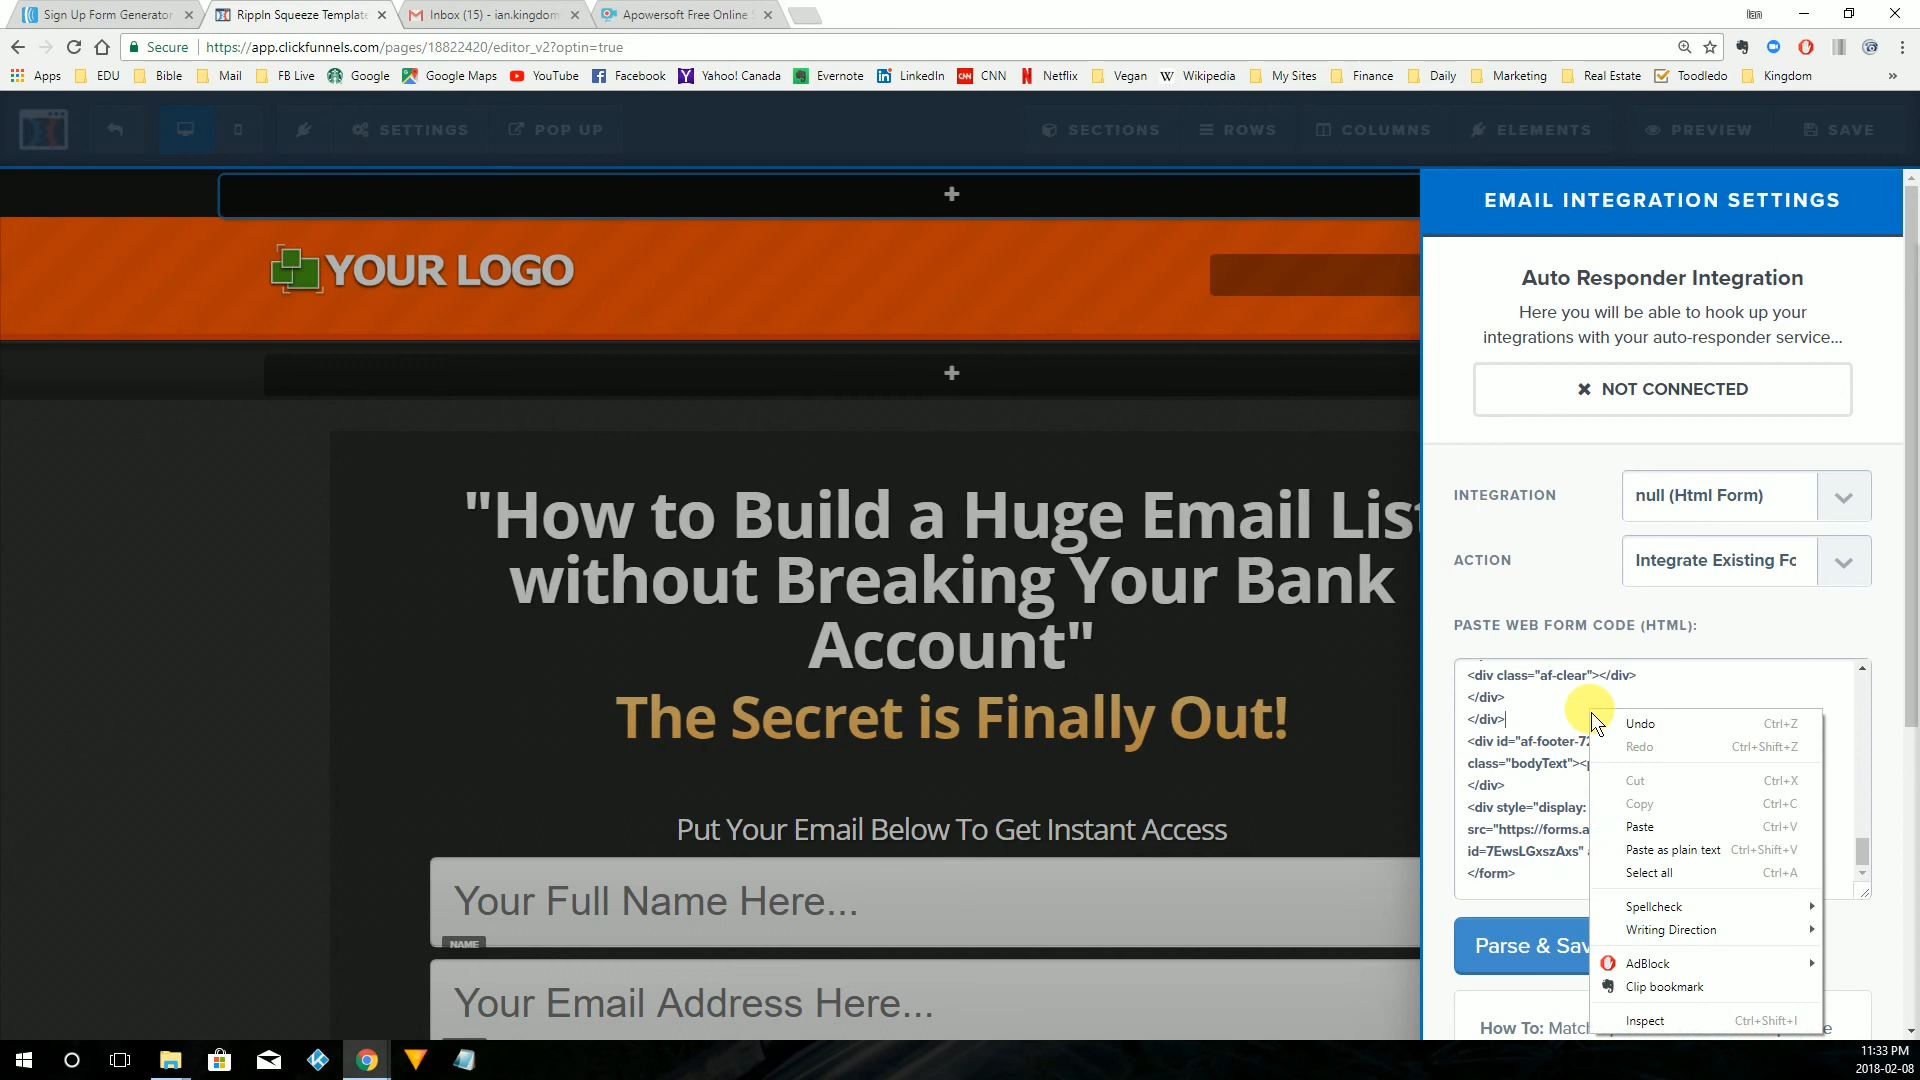 Sign Up Form Generator
Rippln Squeeze Template
Inbox (15) - ian.kingdom
Apowersoft Free Online
Ian
Secure
https://app.clickfunnels.com/pages/18822420/editor_v2?optin=true
Apps
EDU
Bible
Mail
FB Live
Google
Google Maps
YouTube
Facebook
Yahoo! Canada
Evernote
LinkedIn
CNN
Netflix
Vegan
Wikipedia
My Sites
Finance
Daily
Marketing
Real Estate
Toodledo
Kingdom
»
SETTINGS
POP UP
SECTIONS
ROWS
COLUMNS
ELEMENTS
PREVIEW
SAVE
YOUR LOGO
"How to Build a Huge Email List
without Breaking Your Bank
Account"
The Secret is Finally Out!
Put Your Email Below To Get Instant Access
Your Full Name Here...
NAME
Your Email Address Here...
EMAIL INTEGRATION SETTINGS
Auto Responder Integration
Here you will be able to hook up your
integrations with your auto-responder service...
NOT CONNECTED
INTEGRATION
null (Html Form)
ACTION
Integrate Existing Fo
PASTE WEB FORM CODE (HTML):
<div class="af-clear"></div>
</div>
</div>
<div id="af-footer-72
class="bodyText"><p
</div>
<div style="display:
src="https://forms.a
id=7EwsLGxszAxs"
</form>
Parse & Sav
How To: Match
Undo Ctrl+Z
Redo Ctrl+Shift+Z
Cut Ctrl+X
Copy Ctrl+C
Paste Ctrl+V
Paste as plain text Ctrl+Shift+V
Select all Ctrl+A
Spellcheck
Writing Direction
AdBlock
Clip bookmark
Inspect Ctrl+Shift+I
11:33 PM
2018-02-08